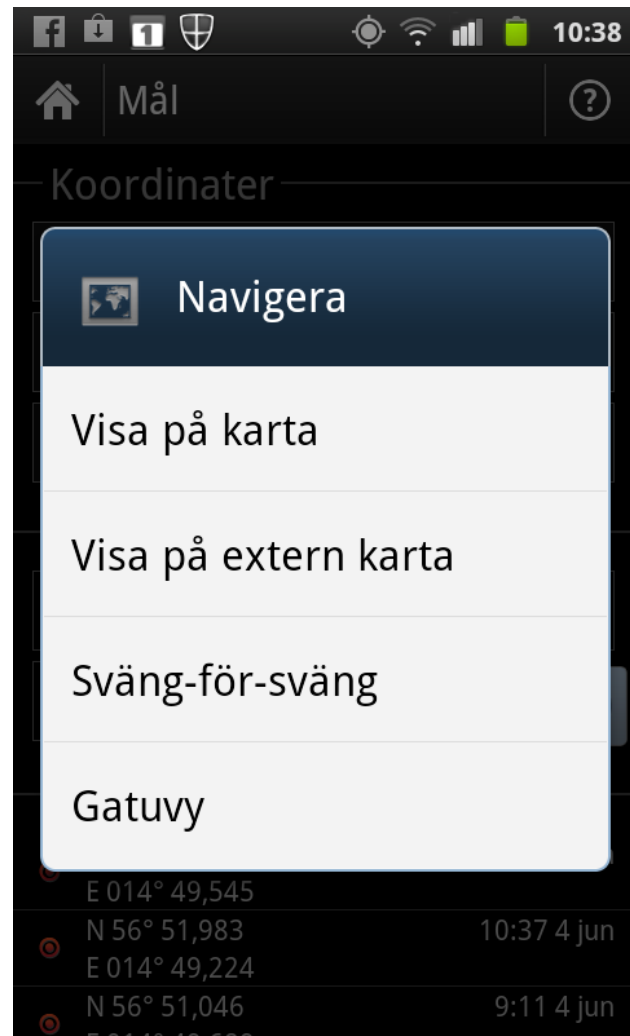 1
10:38
Mål
?
Koordinater
Navigera
Visa på karta
Visa på extern karta
Sväng-för-sväng
Gatuvy
E 014° 49,545
N 56° 51,983
10:37 4 jun
E 014° 49,224
N 56° 51,046
9:11 4 jun